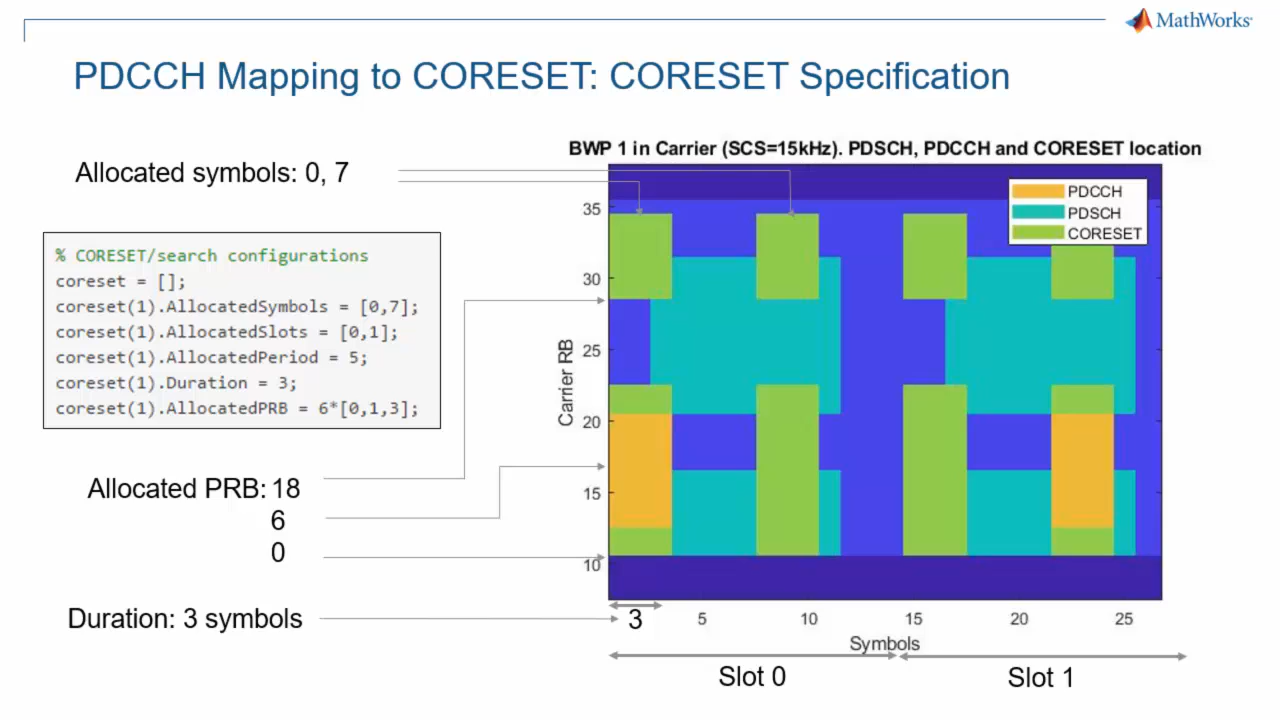 MathWorks
PDCCH Mapping to CORESET: CORESET Specification
Allocated symbols: 0, 7
% CORESET/search configurations
coreset = [];
coreset(1).AllocatedSymbols = [0,7];
coreset(1).AllocatedSlots = [0,1];
coreset(1).AllocatedPeriod = 5;
coreset(1).Duration = 3;
coreset(1).AllocatedPRB = 6*[0,1,3];
Allocated PRB: 18
6
0
Duration: 3 symbols
BWP 1 in Carrier (SCS=15kHz). PDSCH, PDCCH and CORESET location
PDCCH
PDSCH
CORESET
35
30
25
20
15
10
Carrier RB
3
5
10
15
20
25
Symbols
Slot 0
Slot 1